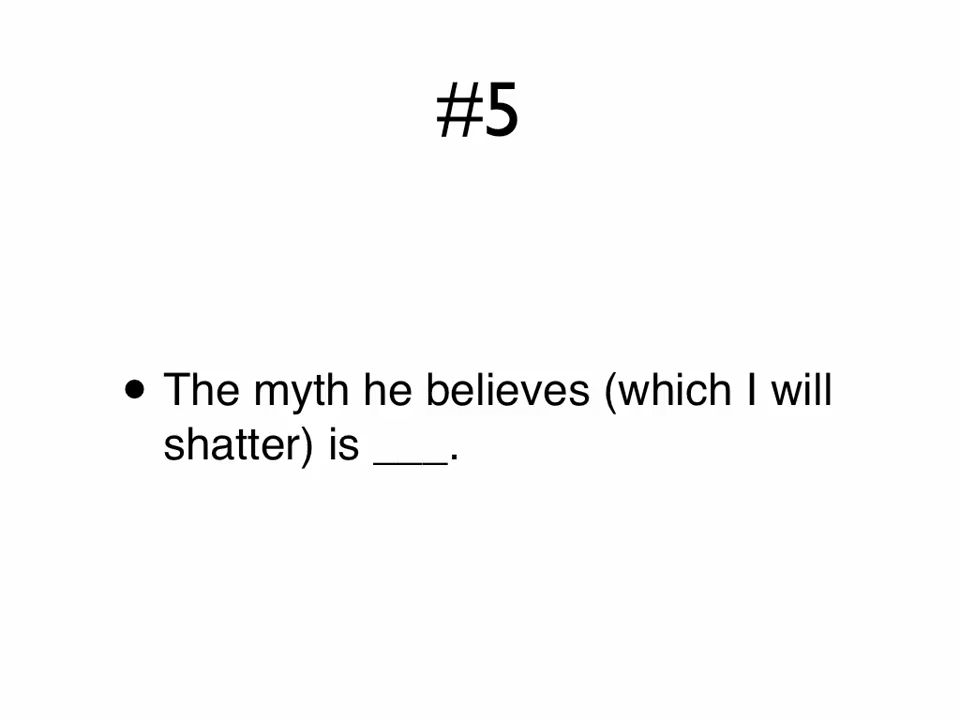 #5
• The myth he believes (which I will
shatter) is ___.